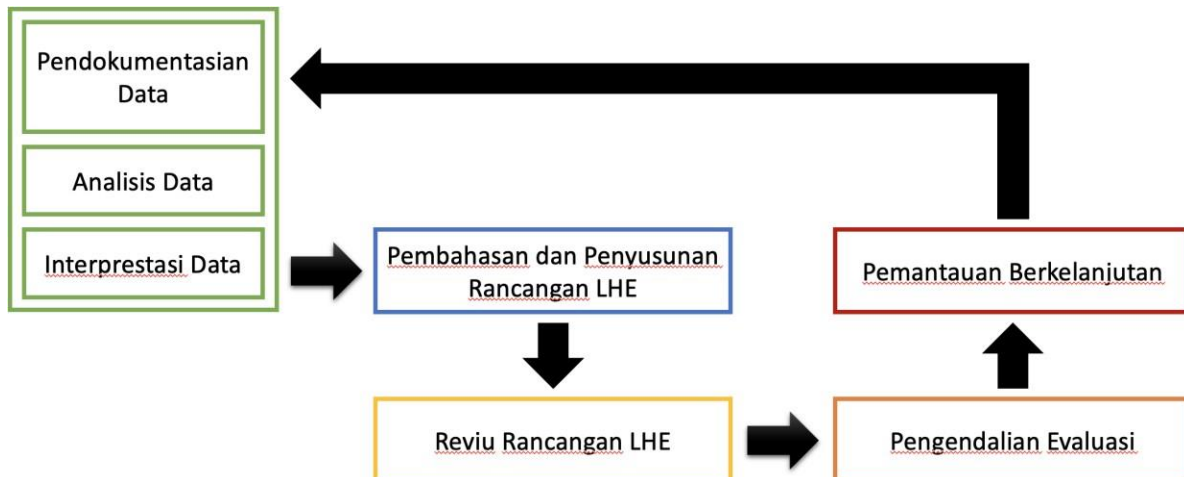 Pendokumentasian
Data
Analisis Data
Interprestasi Data
Pembahasan dan Penyusunan
Rancangan LHE
Pemantauan Berkelanjutan
Reviu Rancangan LHE
Pengendalian Evaluasi